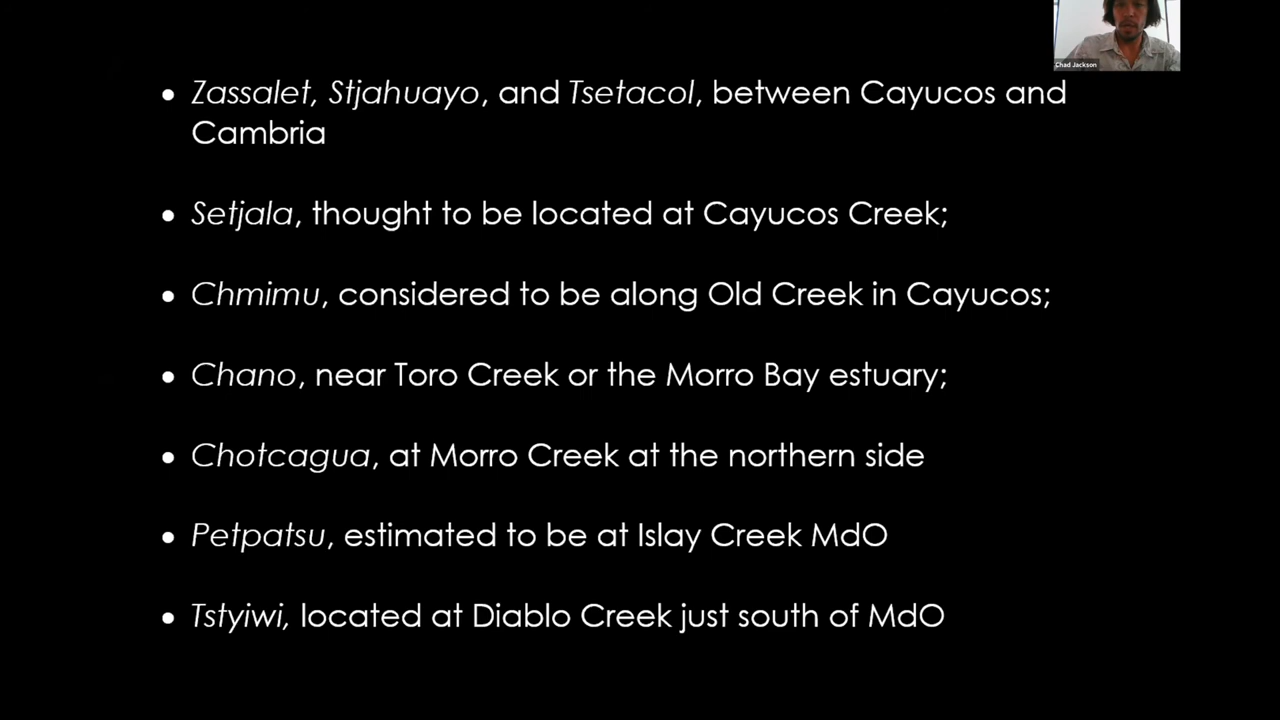 Chad Jackson
• Zassalet, Stjahuayo, and Tsetacol, between Cayucos and
Cambria
• Setjala, thought to be located at Cayucos Creek;
• Chmimu, considered to be along Old Creek in Cayucos;
• Chano, near Toro Creek or the Morro Bay estuary;
• Chotcagua, at Morro Creek at the northern side
• Petpatsu, estimated to be at Islay Creek MdO
• Tstyiwi, located at Diablo Creek just south of MdO